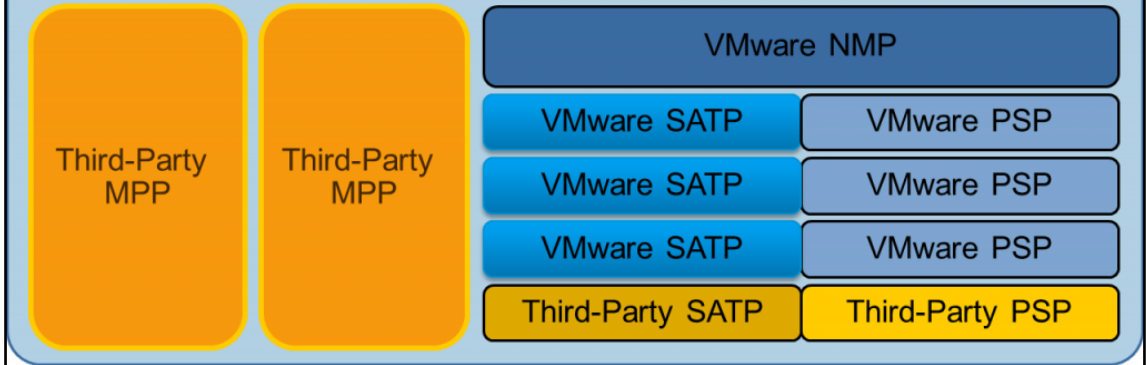 Third-Party
MPP
Third-Party
MPP
VMware NMP
VMware SATP
VMware PSP
VMware SATP
VMware PSP
VMware SATP
VMware PSP
Third-Party SATP
Third-Party PSP